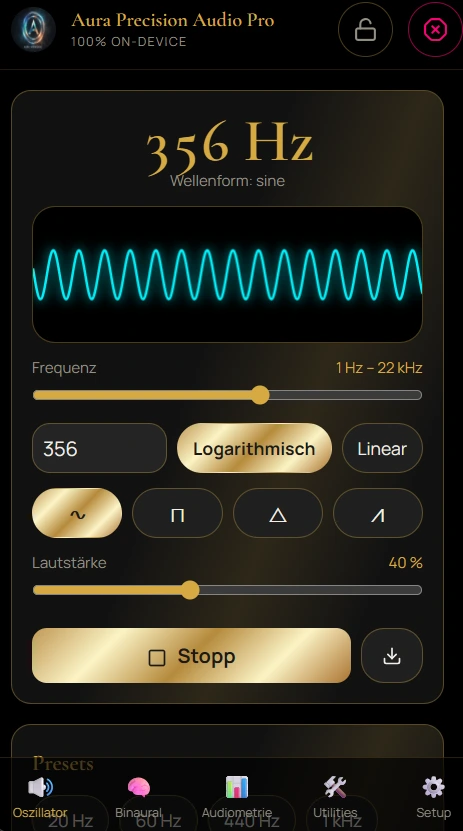 Aura Precision Audio Pro
100% ON-DEVICE
356 Hz
Wellenform: sine
Frequenz 1 Hz – 22 kHz
356 Logarithmisch Linear
Lautstärke 40 %
Stopp
Presets
20 Hz 60 Hz 440 Hz 1 kHz
Oszillator Binaural Audiometrie Utilities Setup